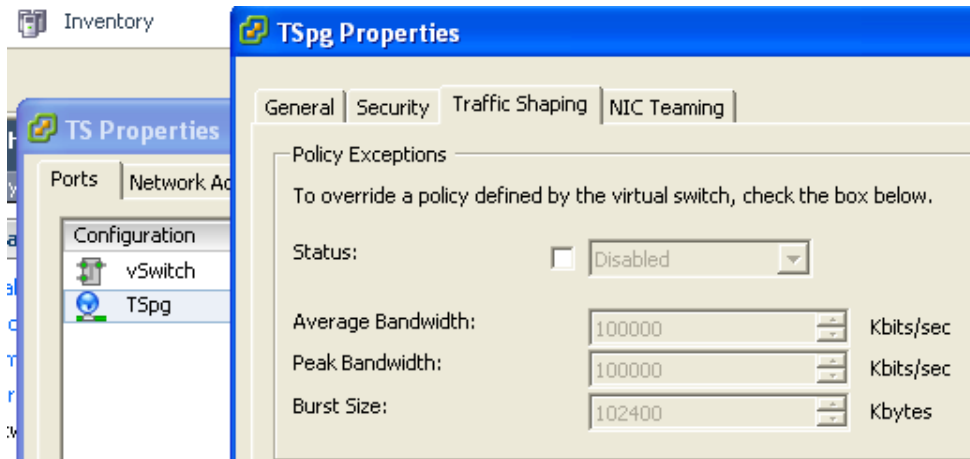 Inventory
TSpg Properties
General Security Traffic Shaping NIC Teaming
TS Properties
Policy Exceptions
Ports
To override a policy defined by the virtual switch, check the box below.
Configuration
Status: Disabled
vSwitch
TSpg
Average Bandwidth: 100000 Kbits/sec
Peak Bandwidth: 100000 Kbits/sec
Burst Size: 102400 Kbytes